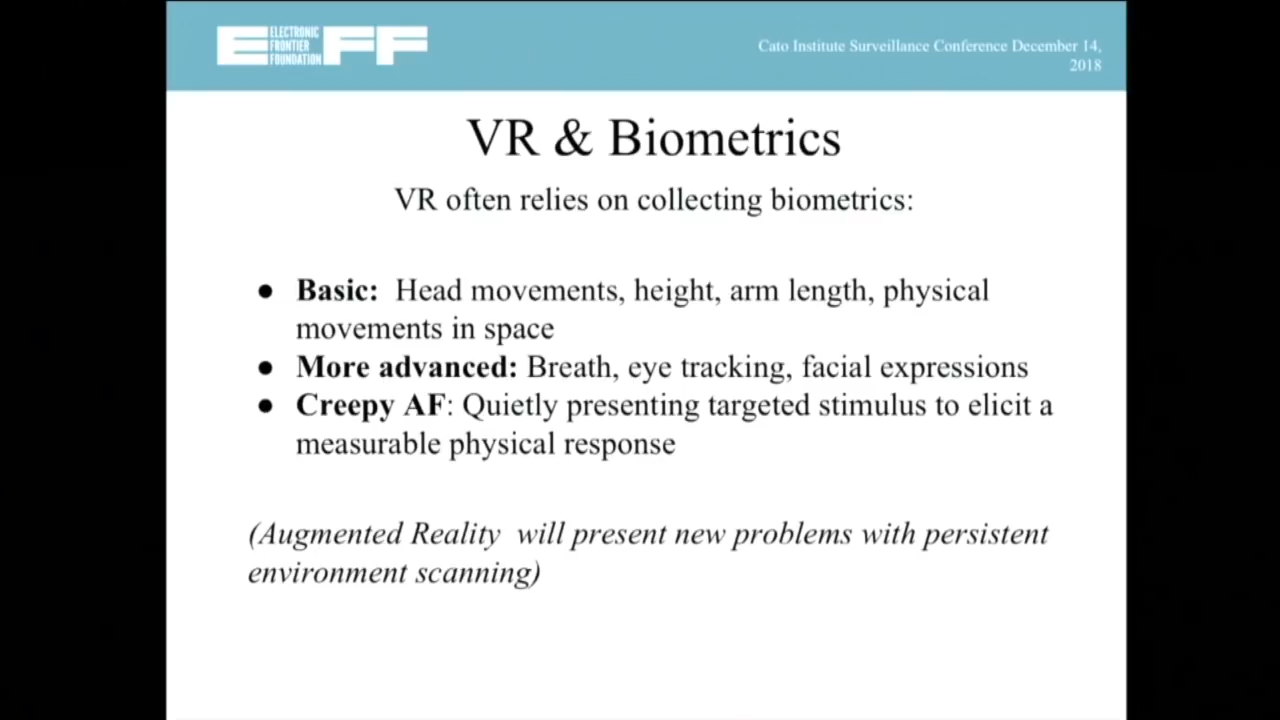 ELECTRONIC
FRONTIER
FOUNDATION
EFF
Cato Institute Surveillance Conference December 14,
2018
VR & Biometrics
VR often relies on collecting biometrics:
● Basic:  Head movements, height, arm length, physical
movements in space
● More advanced: Breath, eye tracking, facial expressions
● Creepy AF: Quietly presenting targeted stimulus to elicit a
measurable physical response
(Augmented Reality  will present new problems with persistent
environment scanning)